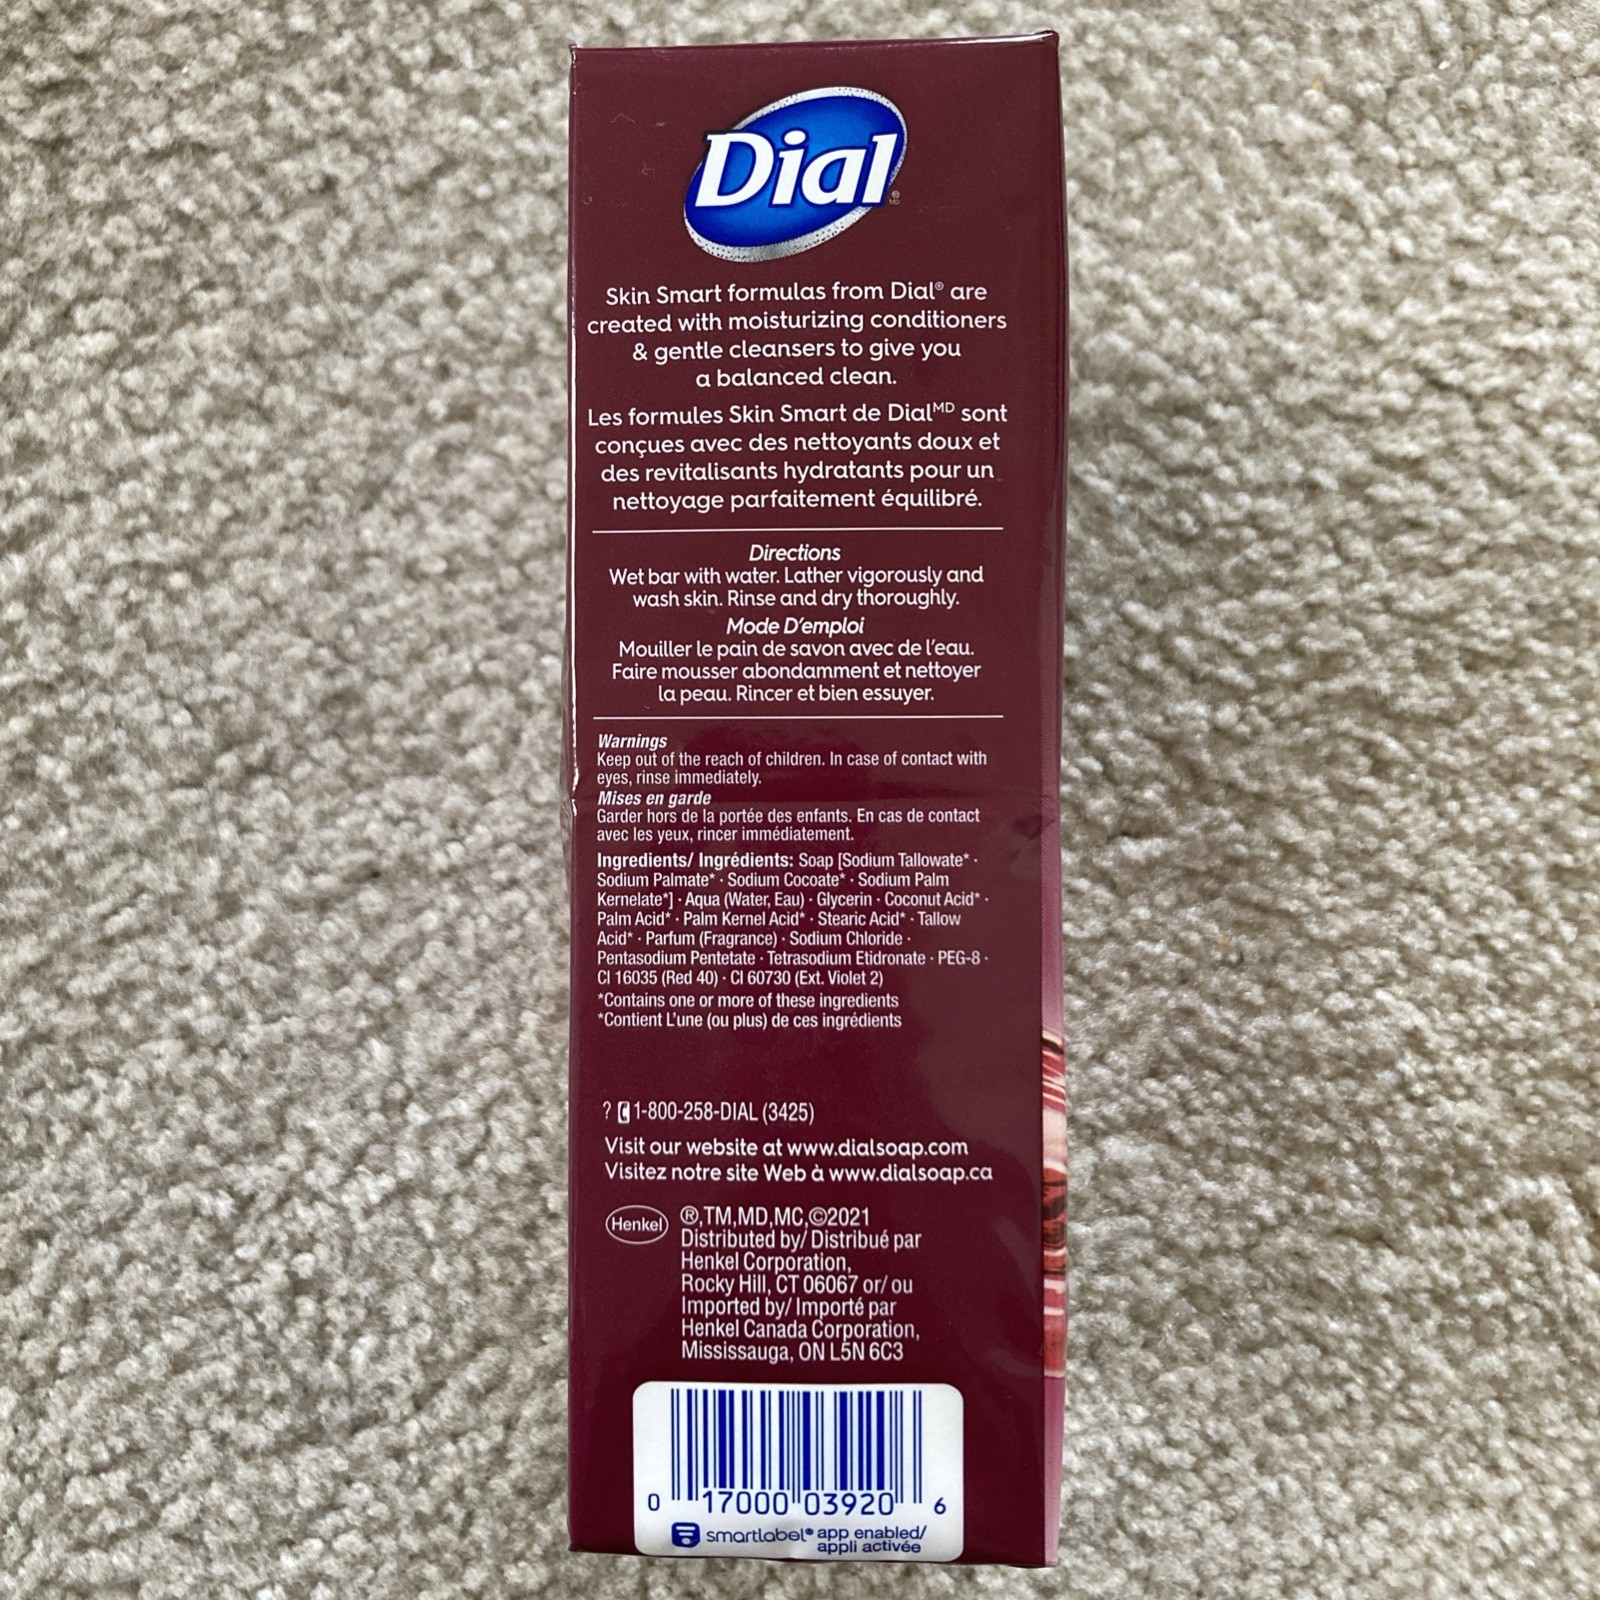 Dial ® MD
Skin Smart formulas from Dial® are
created with moisturizing conditioners
& gentle cleansers to give you
a balanced clean.
Les formules Skin Smart de Dialᴹᴰ sont
conçues avec des nettoyants doux et
des revitalisants hydratants pour un
nettoyage parfaitement équilibré.
Directions
Wet bar with water. Lather vigorously and
wash skin. Rinse and dry thoroughly.
Mode D'emploi
Mouiller le pain de savon avec de l'eau.
Faire mousser abondamment et nettoyer
la peau. Rincer et bien essuyer.
Warnings
Keep out of the reach of children. In case of contact with
eyes, rinse immediately.
Mises en garde
Garder hors de la portée des enfants. En cas de contact
avec les yeux, rincer immédiatement.
Ingredients/ Ingrédients: Soap [Sodium Tallowate* ·
Sodium Palmate* · Sodium Cocoate* · Sodium Palm
Kernelate*] · Aqua (Water, Eau) · Glycerin · Coconut Acid* ·
Palm Acid* · Palm Kernel Acid* · Stearic Acid* · Tallow
Acid* · Parfum (Fragrance) · Sodium Chloride ·
Pentasodium Pentetate · Tetrasodium Etidronate · PEG-8 ·
CI 16035 (Red 40) · CI 60730 (Ext. Violet 2)
*Contains one or more of these ingredients
*Contient L'une (ou plus) de ces ingrédients
? 1-800-258-DIAL (3425)
Visit our website at www.dialsoap.com
Visitez notre site Web à www.dialsoap.ca
Henkel
®,TM,MD,MC,©2021
Distributed by/ Distribué par
Henkel Corporation,
Rocky Hill, CT 06067 or/ ou
Imported by/ Importé par
Henkel Canada Corporation,
Mississauga, ON L5N 6C3
0 17000 03920 6
smartlabel® app enabled/
appli activée